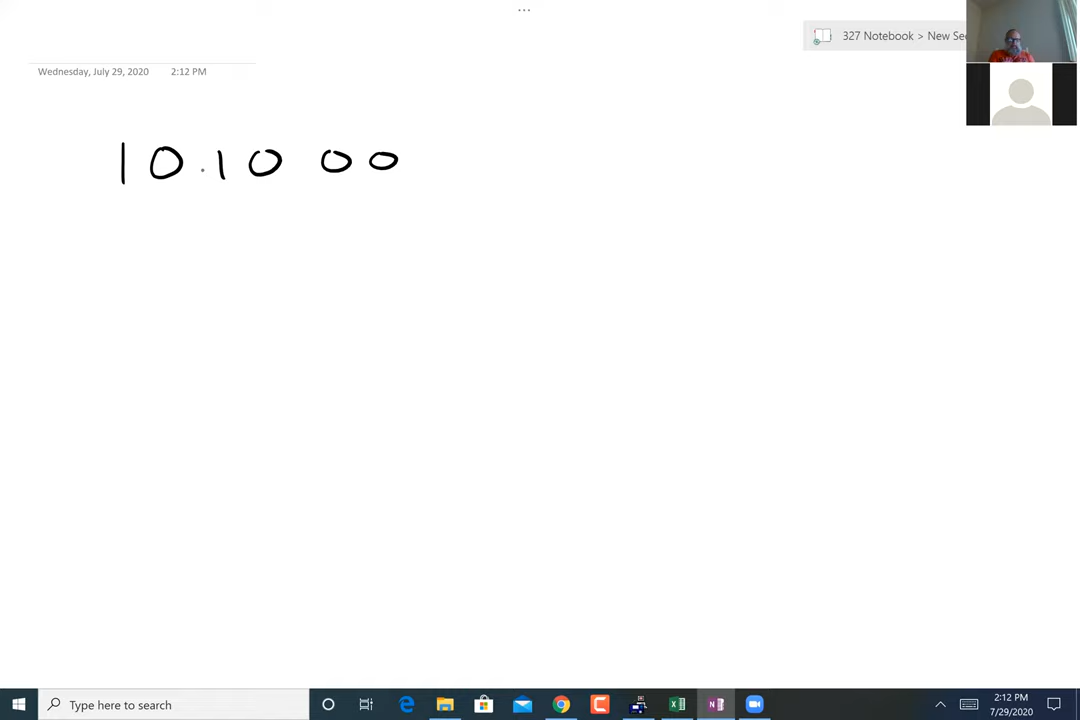 327 Notebook > New Sec
Wednesday, July 29, 2020 2:12 PM
10.10 00
Type here to search
2:12 PM
7/29/2020